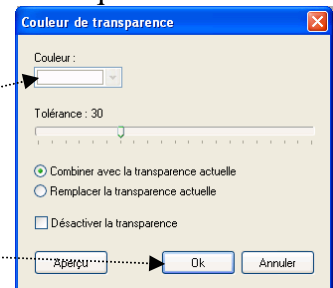 Couleur de transparence
Couleur :
Tolérance : 30
Combiner avec la transparence actuelle
Remplacer la transparence actuelle
Désactiver la transparence
Aperçu Ok Annuler